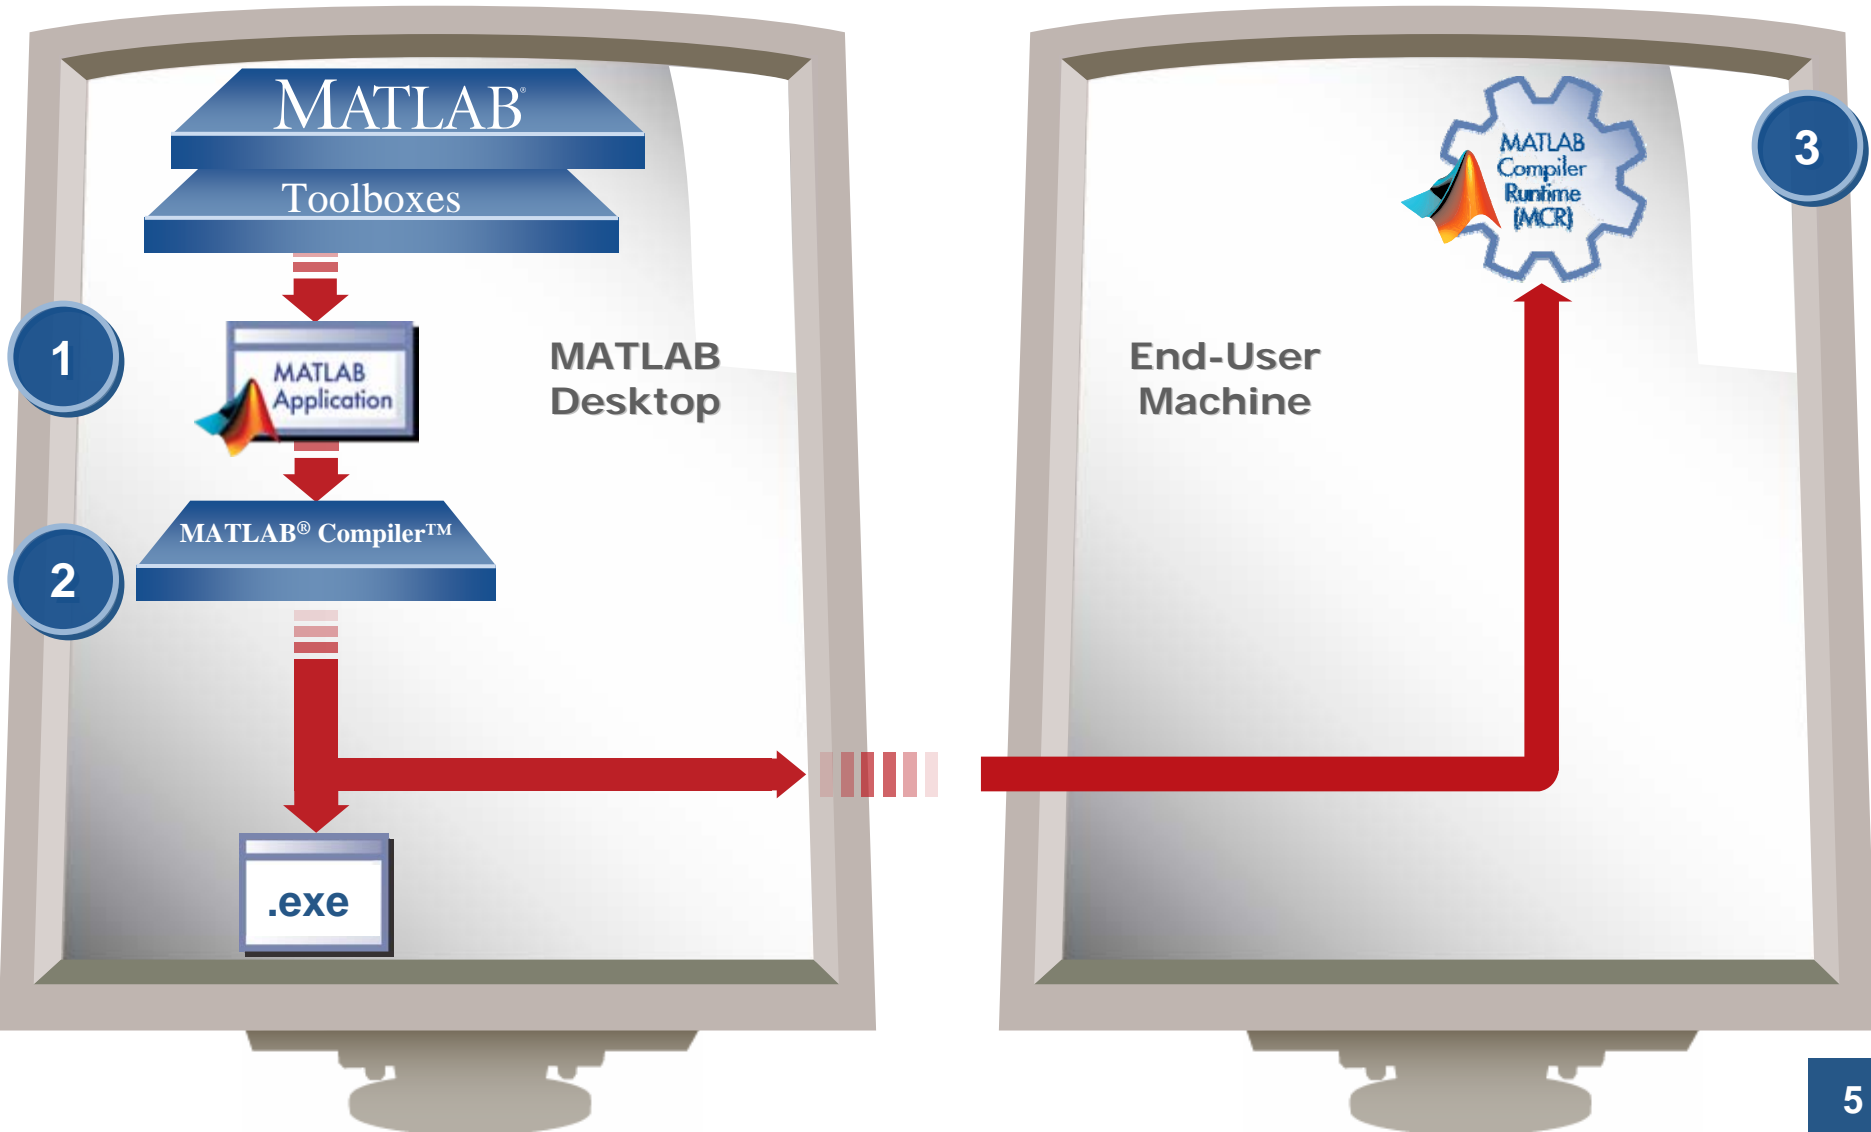 MATLAB®
Toolboxes
1
MATLAB
Application
MATLAB
Desktop
2
MATLAB® Compiler™
.exe
3
MATLAB
Compiler
Runtime
(MCR)
End-User
Machine
5